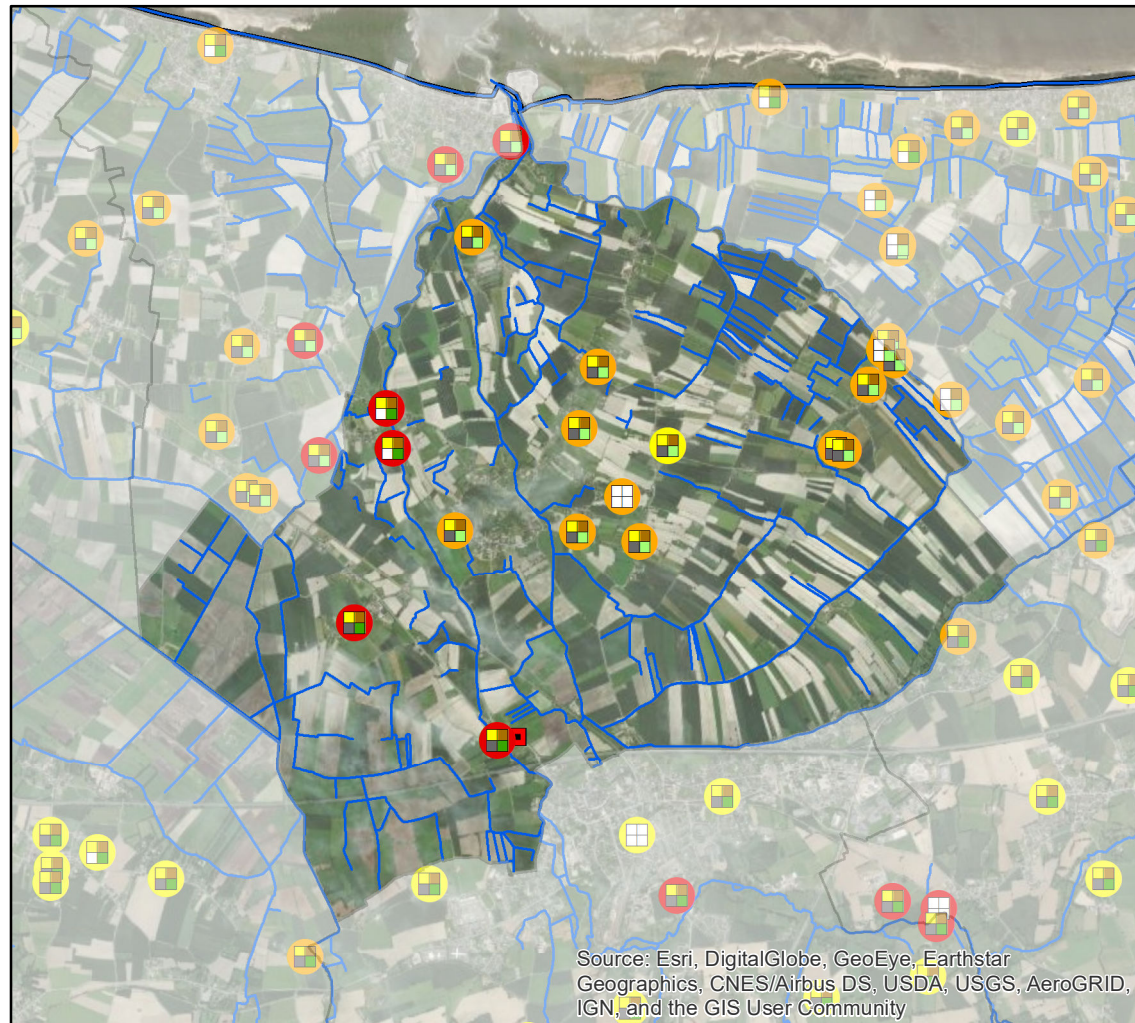 Source: Esri, DigitalGlobe, GeoEye, Earthstar
Geographics, CNES/Airbus DS, USDA, USGS, AeroGRID,
IGN, and the GIS User Community